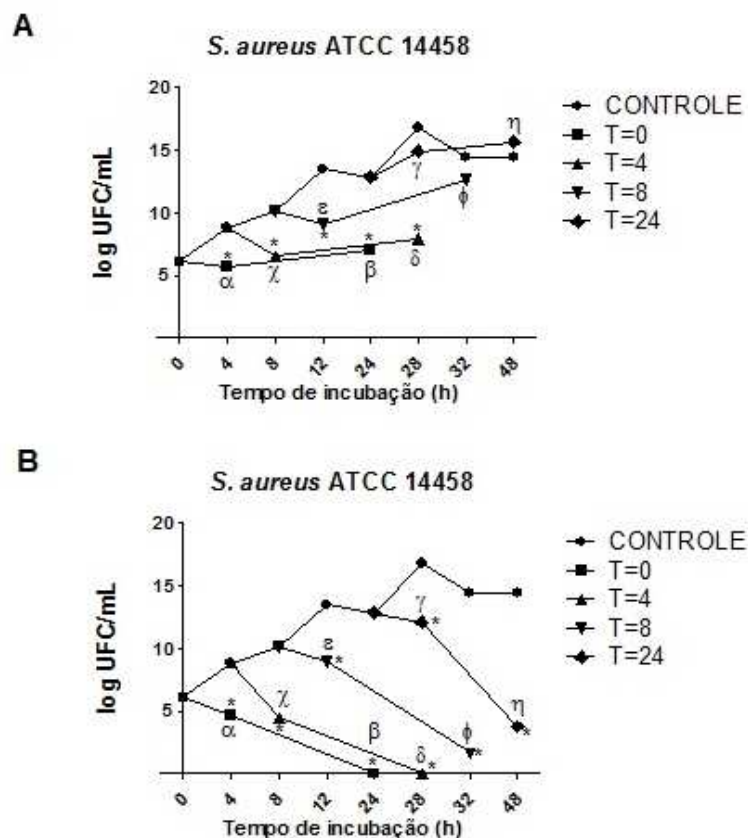 A
S. aureus ATCC 14458
log UFC/mL
20
15
10
5
0 4 8 12 24 28 32 48
Tempo de incubação (h)
* * * * *
α χ ε β γ δ ϕ η
CONTROLE
T=0
T=4
T=8
T=24
B
S. aureus ATCC 14458
log UFC/mL
20
15
10
5
0 4 8 12 24 28 32 48
Tempo de incubação (h)
* * * * * * * *
α χ ε β γ δ ϕ η
CONTROLE
T=0
T=4
T=8
T=24